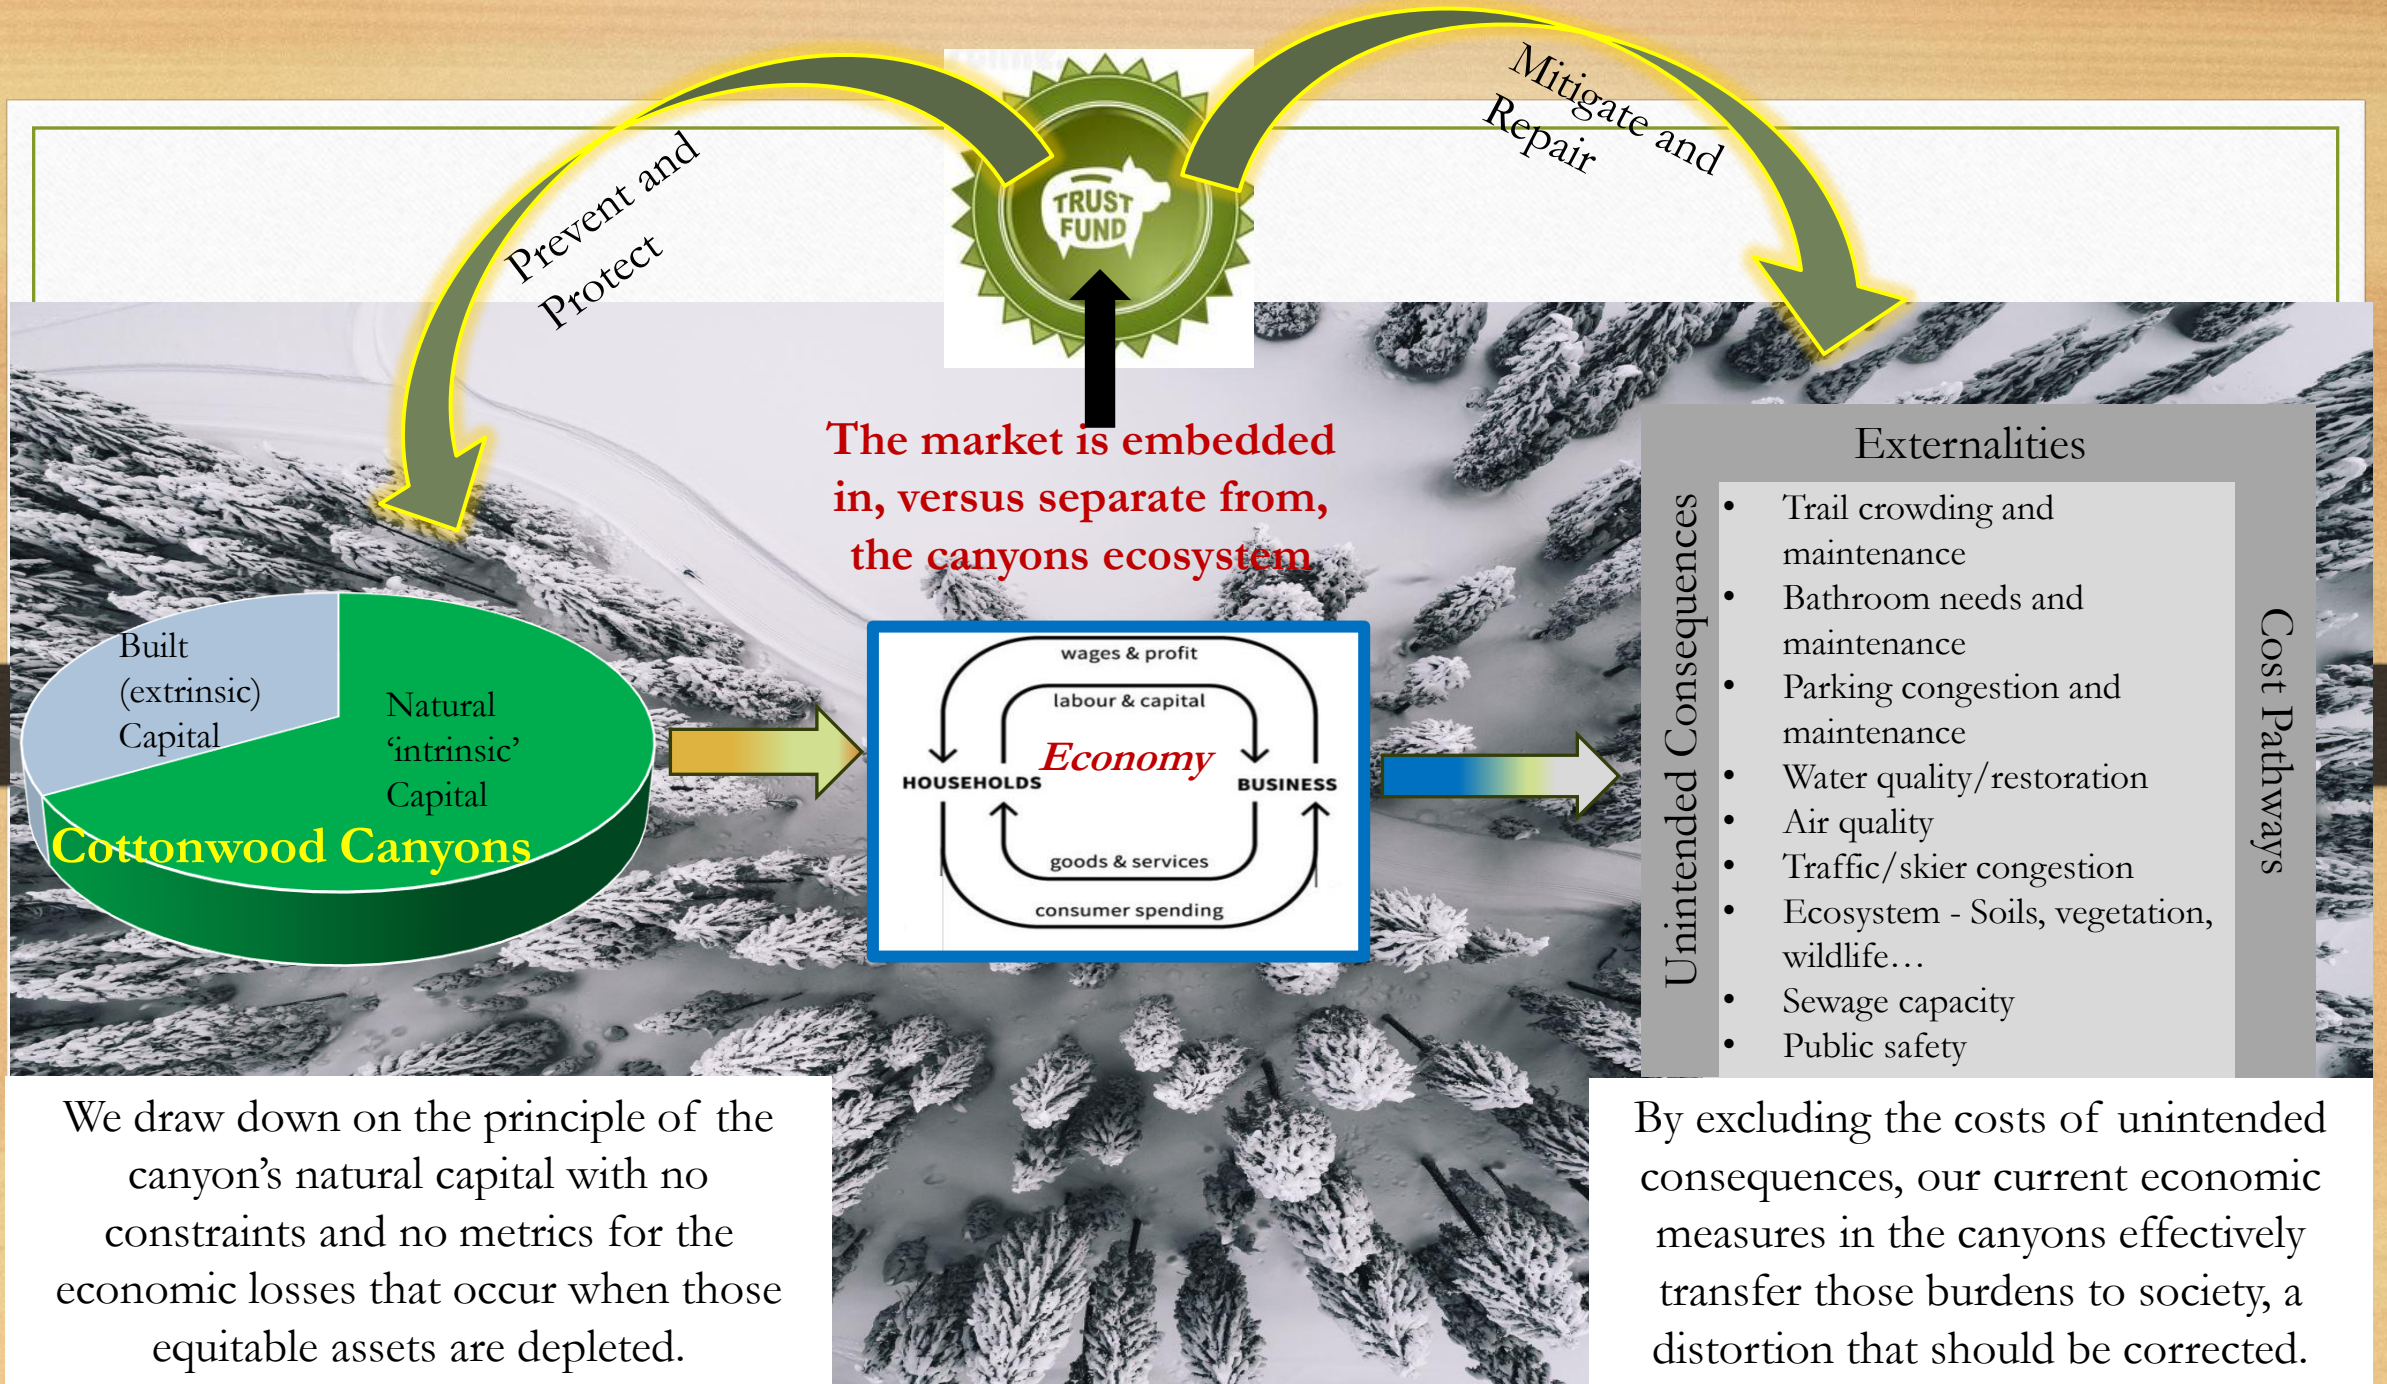 Prevent and
Protect
TRUST
FUND
Mitigate and
Repair
The market is embedded
in, versus separate from,
the canyons ecosystem
Built
(extrinsic)
Capital
Natural
‘intrinsic’
Capital
Cottonwood Canyons
wages & profit
labour & capital
Economy
HOUSEHOLDS
BUSINESS
goods & services
consumer spending
Externalities
Unintended Consequences
• Trail crowding and
maintenance
• Bathroom needs and
maintenance
• Parking congestion and
maintenance
• Water quality/restoration
• Air quality
• Traffic/skier congestion
• Ecosystem - Soils, vegetation,
wildlife…
• Sewage capacity
• Public safety
Cost Pathways
We draw down on the principle of the
canyon’s natural capital with no
constraints and no metrics for the
economic losses that occur when those
equitable assets are depleted.
By excluding the costs of unintended
consequences, our current economic
measures in the canyons effectively
transfer those burdens to society, a
distortion that should be corrected.